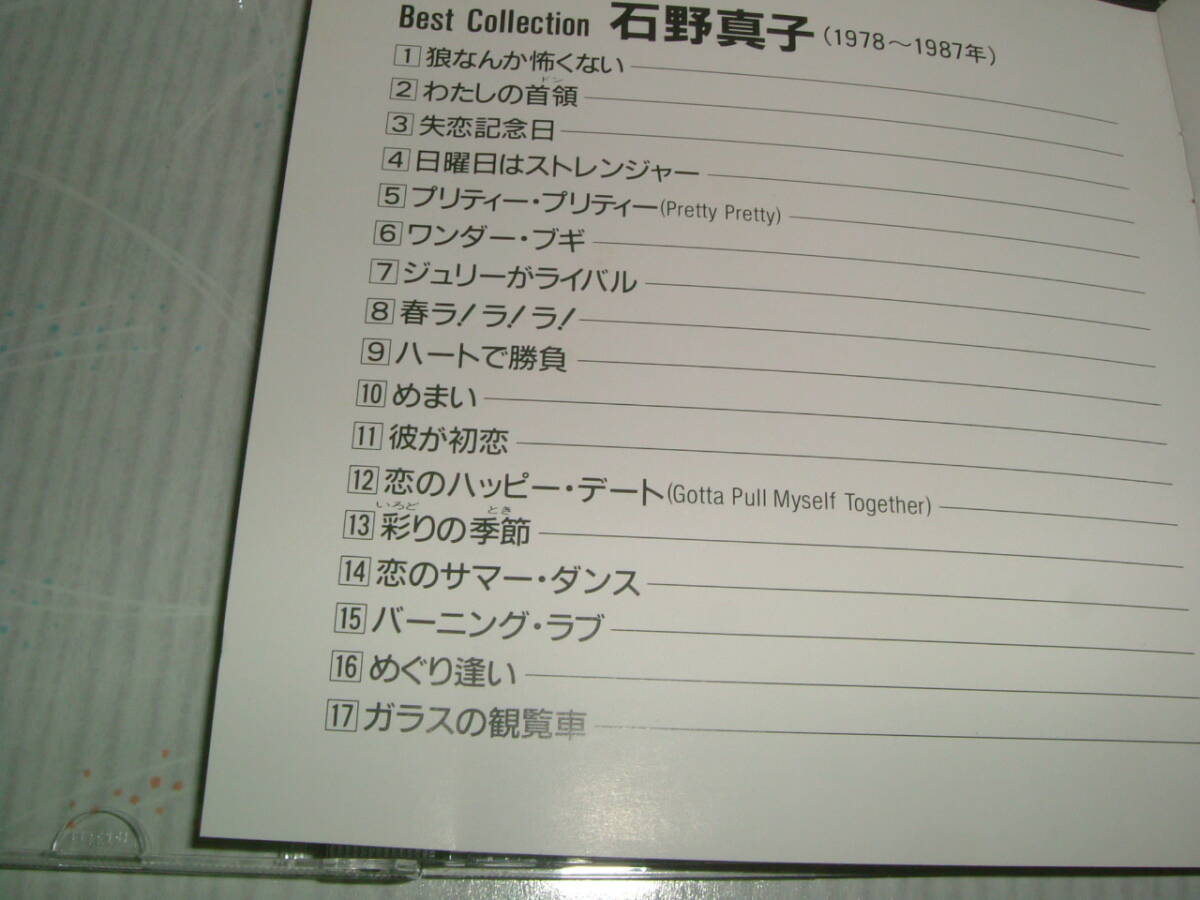 Best Collection 石野真子(1978〜1987年)
1 狼なんか怖くない
ドン
2 わたしの首領
3 失恋記念日
4 日曜日はストレンジャー
5 プリティー・プリティー(Pretty Pretty)
6 ワンダー・ブギ
7 ジュリーがライバル
8 春ラ!ラ!ラ!
9 ハートで勝負
10 めまい
11 彼が初恋
12 恋のハッピー・デート(Gotta Pull Myself Together)
いろど とき
13 彩りの季節
14 恋のサマー・ダンス
15 バーニング・ラブ
16 めぐり逢い
17 ガラスの観覧車